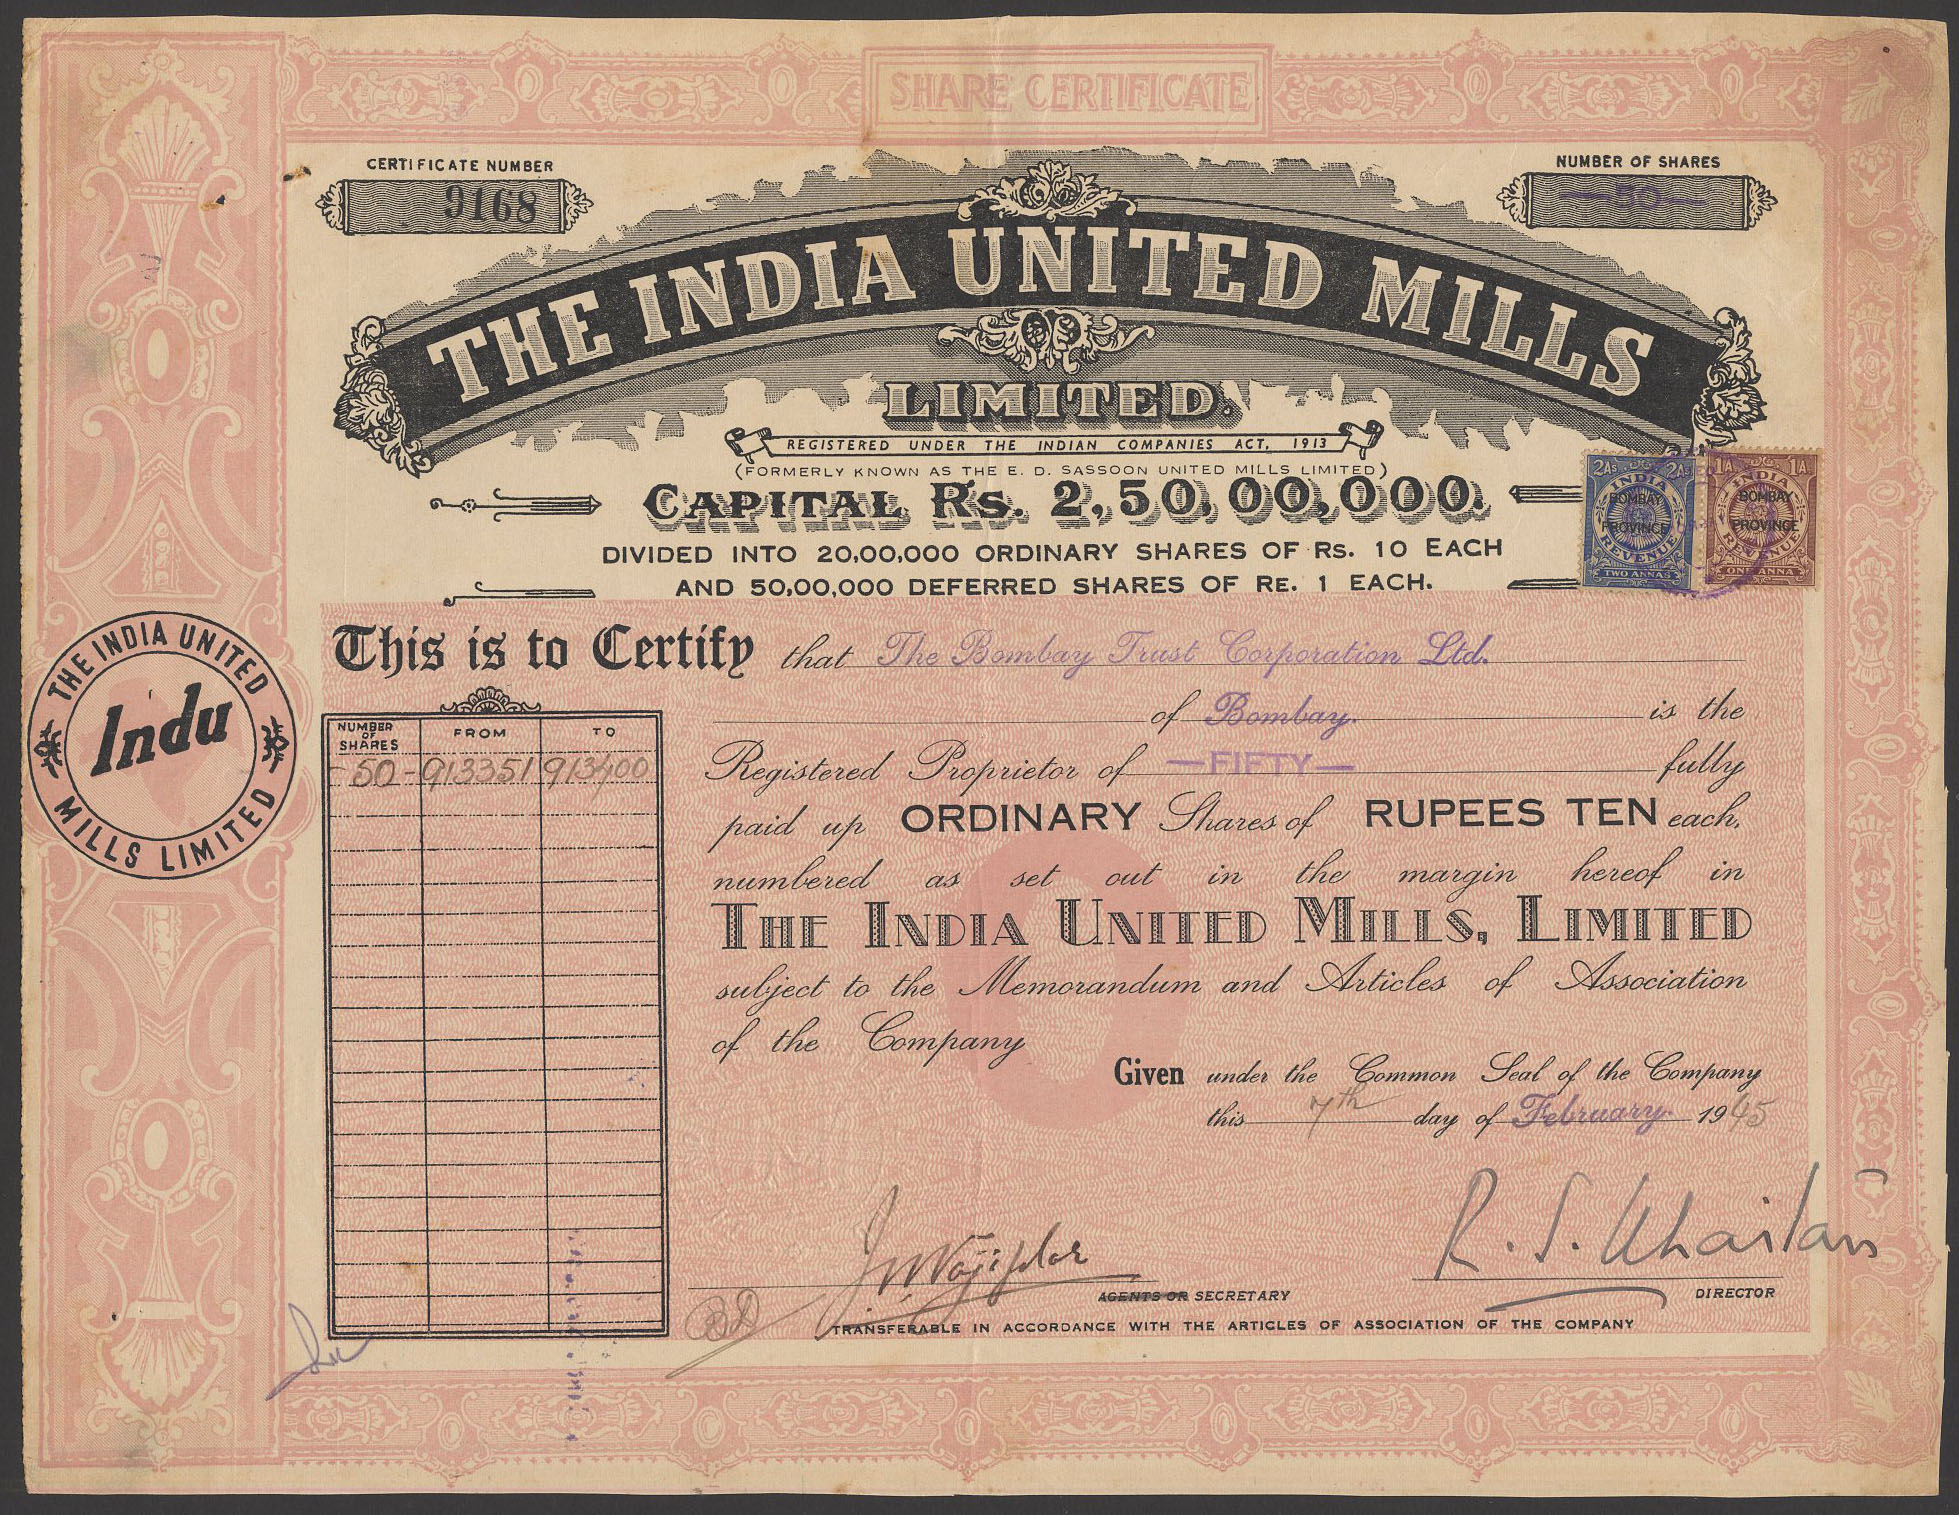 SHARE CERTIFICATE
CERTIFICATE NUMBER
9168
NUMBER OF SHARES
—50—
THE INDIA UNITED MILLS
LIMITED.
REGISTERED UNDER THE INDIAN COMPANIES ACT, 1913
(FORMERLY KNOWN AS THE E. D. SASSOON UNITED MILLS LIMITED)
CAPITAL Rs. 2,50,00,000.
DIVIDED INTO 20,00,000 ORDINARY SHARES OF Rs. 10 EACH
AND 50,00,000 DEFERRED SHARES OF RE. 1 EACH.
2As 2As
INDIA
BOMBAY
PROVINCE
REVENUE
TWO ANNAS
1A 1A
INDIA
BOMBAY
PROVINCE
REVENUE
ONE ANNA
THE INDIA UNITED
Indu
MILLS LIMITED
This is to Certify that The Bombay Trust Corporation Ltd.
of Bombay. is the
Registered Proprietor of —FIFTY— fully
paid up ORDINARY Shares of RUPEES TEN each,
numbered as set out in the margin hereof in
THE INDIA UNITED MILLS, LIMITED
subject to the Memorandum and Articles of Association
of the Company
Given under the Common Seal of the Company
this 7th day of February. 1945
NUMBER OF SHARES FROM TO
-50- 913351 913400
R. S.
AGENTS OR SECRETARY
DIRECTOR
TRANSFERABLE IN ACCORDANCE WITH THE ARTICLES OF ASSOCIATION OF THE COMPANY